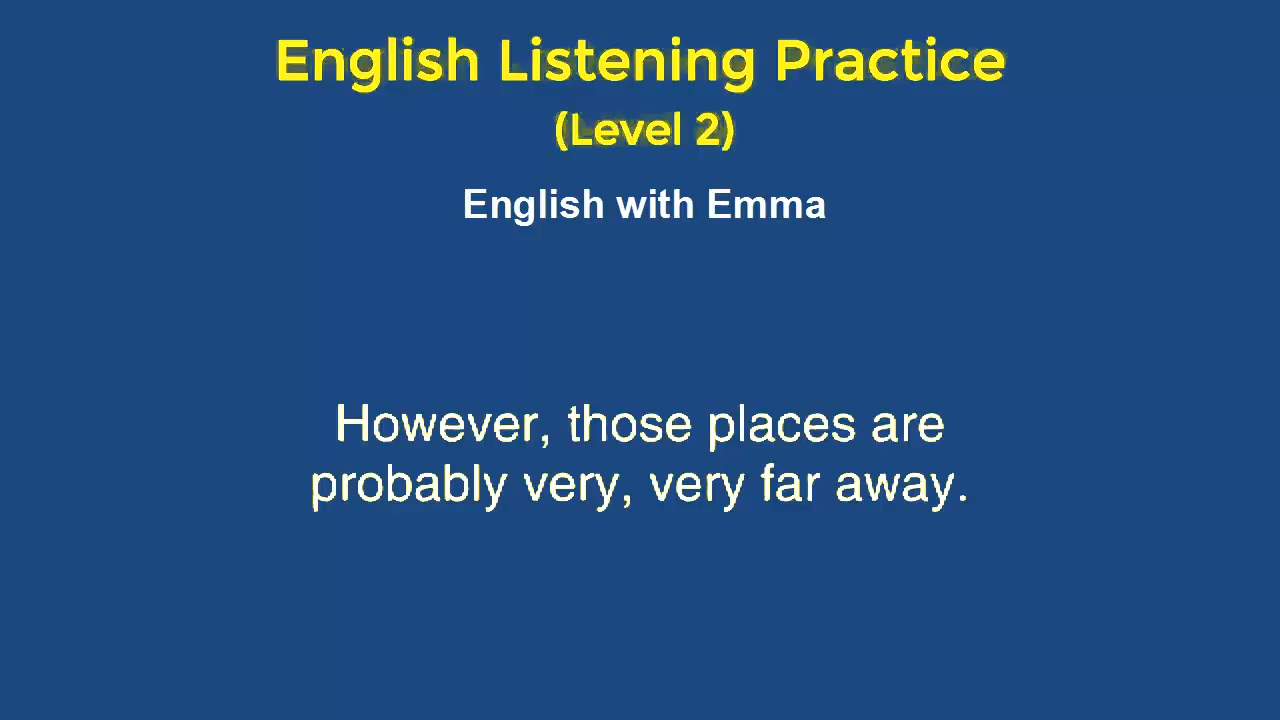 English Listening Practice
(Level 2)
English with Emma
However, those places are
probably very, very far away.